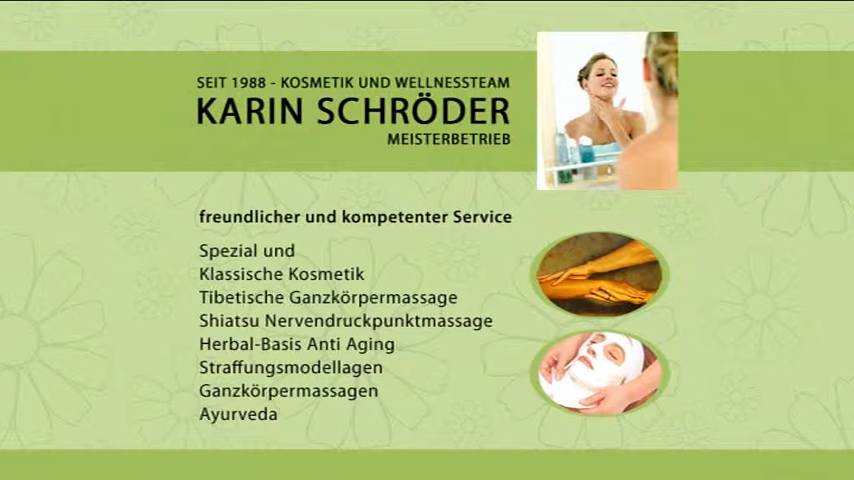 SEIT 1988 - KOSMETIK UND WELLNESSTEAM
KARIN SCHRÖDER
MEISTERBETRIEB
freundlicher und kompetenter Service
Spezial und
Klassische Kosmetik
Tibetische Ganzkörpermassage
Shiatsu Nervendruckpunktmassage
Herbal-Basis Anti Aging
Straffungsmodellagen
Ganzkörpermassagen
Ayurveda